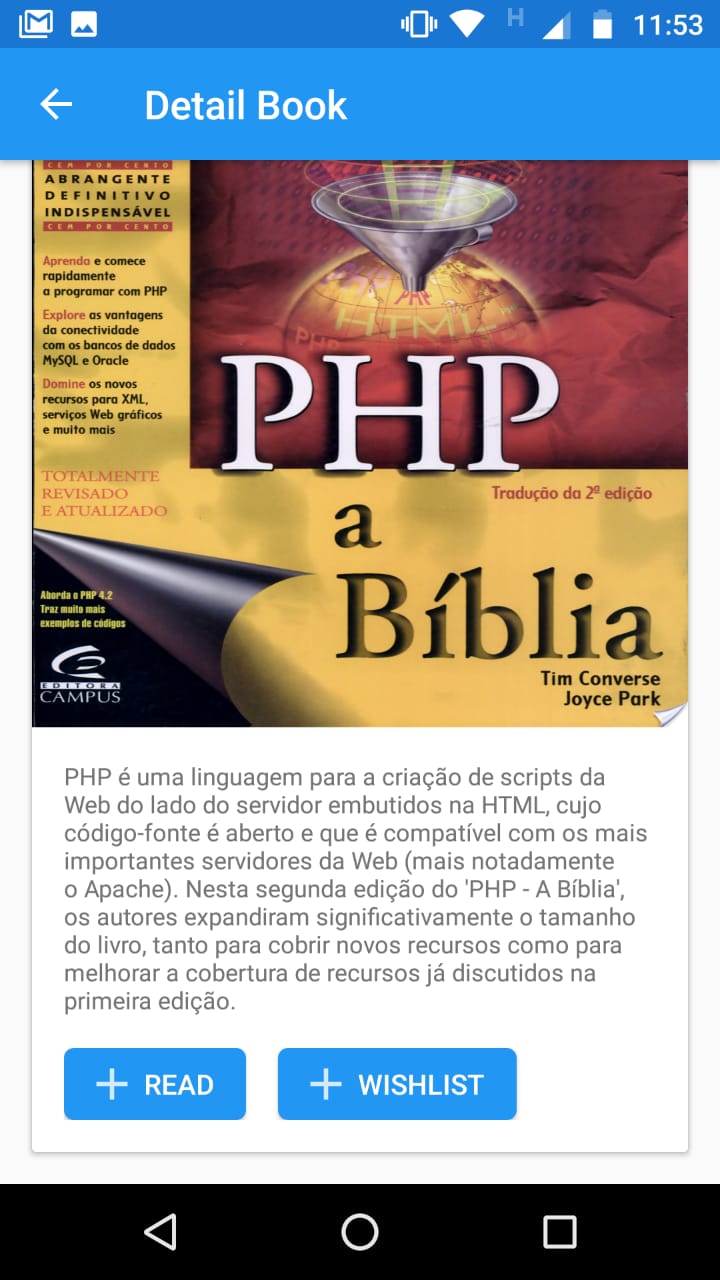 H 11:53
Detail Book
CEM POR CENTO
ABRANGENTE
DEFINITIVO
INDISPENSÁVEL
CEM POR CENTO
Aprenda e comece
rapidamente
a programar com PHP
Explore as vantagens
da conectividade
com os bancos de dados
MySQL e Oracle
Domine os novos
recursos para XML,
serviços Web gráficos
e muito mais
TOTALMENTE
REVISADO
E ATUALIZADO
Aborda o PHP 4.2
Traz muito mais
exemplos de códigos
EDITORA
CAMPUS
PHP
HTML
PHP
PHP
Tradução da 2ª edição
a
Bíblia
Tim Converse
Joyce Park
PHP é uma linguagem para a criação de scripts da
Web do lado do servidor embutidos na HTML, cujo
código-fonte é aberto e que é compatível com os mais
importantes servidores da Web (mais notadamente
o Apache). Nesta segunda edição do 'PHP - A Bíblia',
os autores expandiram significativamente o tamanho
do livro, tanto para cobrir novos recursos como para
melhorar a cobertura de recursos já discutidos na
primeira edição.
READ
WISHLIST